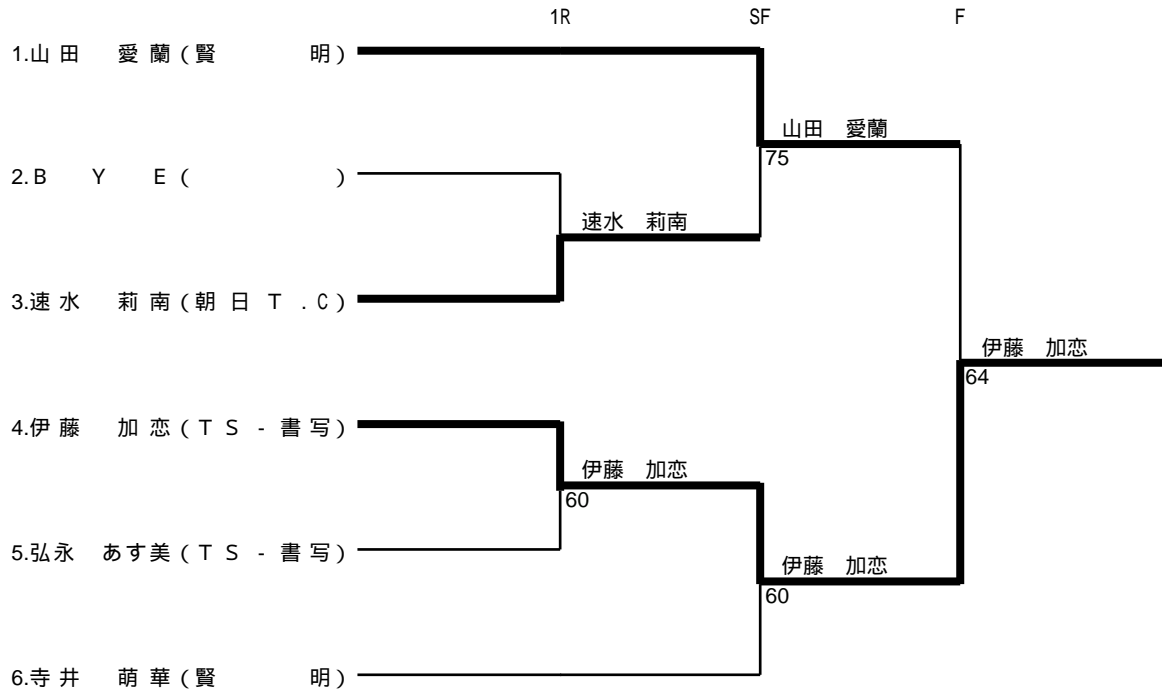 1R SF F
1.山田 愛蘭(賢 明)
山田 愛蘭
75
2.B Y E( )
速水 莉南
3.速水 莉南(朝日T.C)
伊藤 加恋
64
4.伊藤 加恋(TS-書写)
伊藤 加恋
60
5.弘永 あす美(TS-書写)
伊藤 加恋
60
6.寺井 萌華(賢 明)